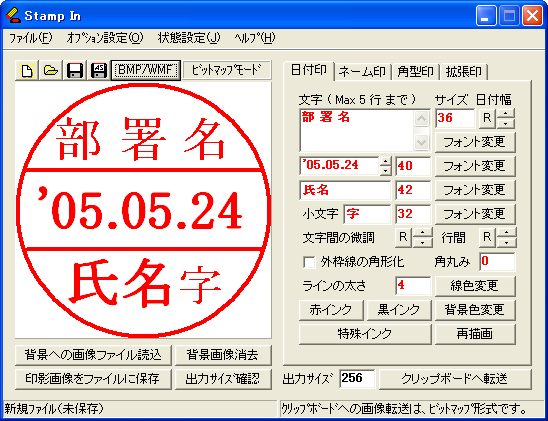 Stamp In
ﾌｧｲﾙ(F) ｵﾌﾟｼｮﾝ設定(O) 状態設定(J) ﾍﾙﾌﾟ(H)
AS BMP/WMF ﾋﾞｯﾄﾏｯﾌﾟﾓｰﾄﾞ
部署名
'05.05.24
氏名字
背景への画像ファイル読込 背景画像消去
印影画像をファイルに保存 出力ｻｲｽﾞ確認
日付印 ネーム印 角型印 拡張印
文字 ( Max 5 行 まで ) サイズ 日付幅
部 署 名 36 R
フォント変更
'05.05.24 40 フォント変更
氏名 42 フォント変更
小文字 字 32 フォント変更
文字間の微調 R 行間 R
外枠線の角形化 角丸み 0
ラインの太さ 4 線色変更
赤インク 黒インク 背景色変更
特殊インク 再描画
出力ｻｲｽﾞ 256 クリップボードへ転送
新規ファイル(未保存) ｸﾘｯﾌﾟﾎﾞｰﾄﾞへの画像転送は、ﾋﾞｯﾄﾏｯﾌﾟ形式です。